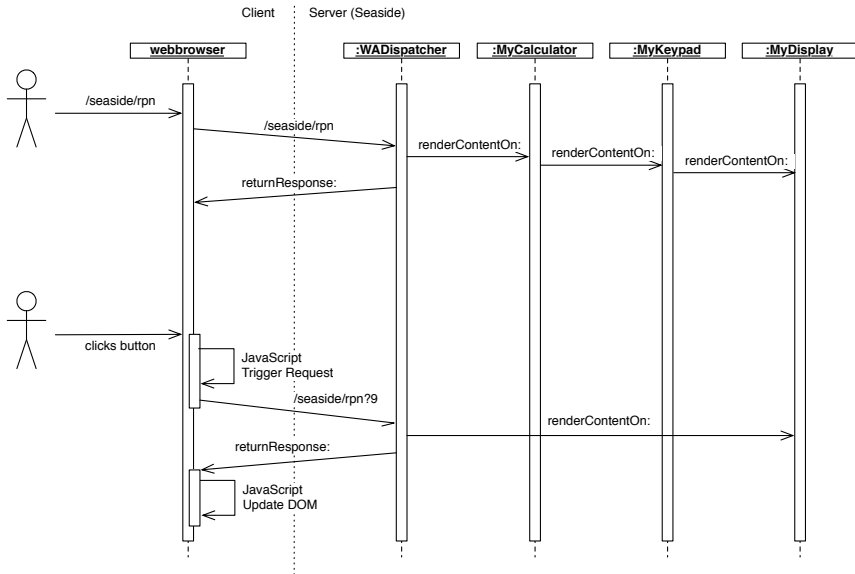 Client
Server (Seaside)
webbrowser
:WADispatcher
:MyCalculator
:MyKeypad
:MyDisplay
/seaside/rpn
/seaside/rpn
renderContentOn:
renderContentOn:
renderContentOn:
returnResponse:
clicks button
JavaScript
Trigger Request
/seaside/rpn?9
renderContentOn:
returnResponse:
JavaScript
Update DOM